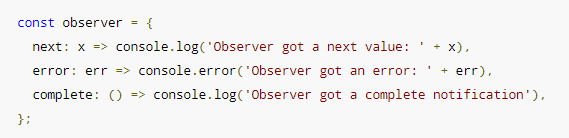 const observer = {
  next: x => console.log('Observer got a next value: ' + x),
  error: err => console.error('Observer got an error: ' + err),
  complete: () => console.log('Observer got a complete notification'),
};